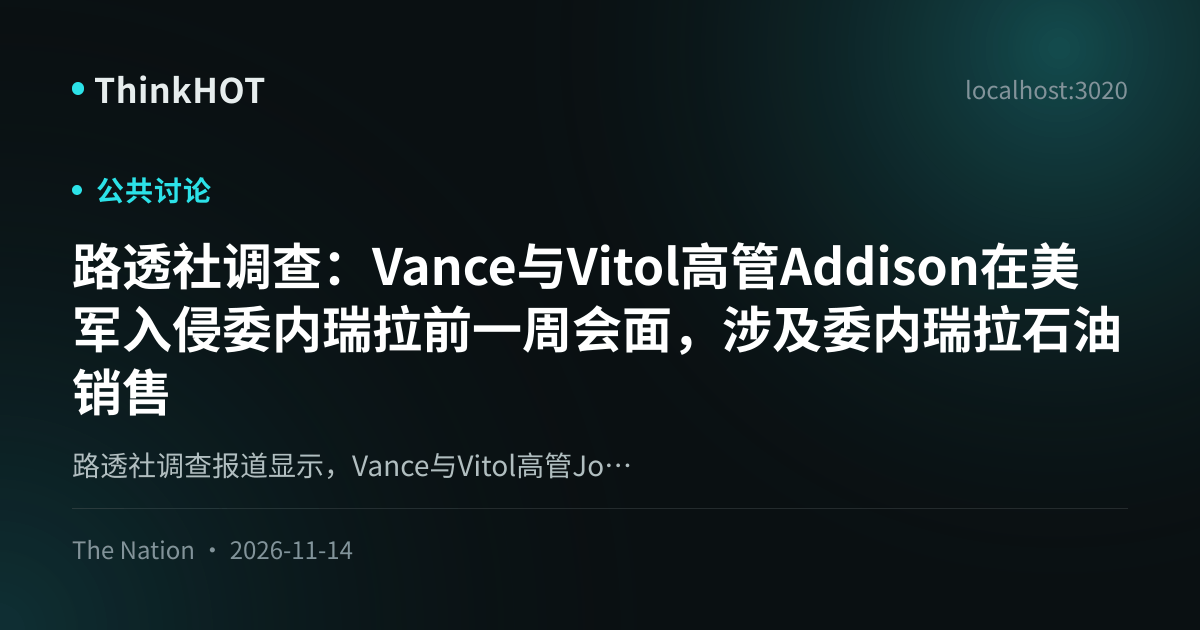 ThinkHOT
localhost:3020
公共讨论
路透社调查：Vance与Vitol高管Addison在美
军入侵委内瑞拉前一周会面，涉及委内瑞拉石油
销售
路透社调查报道显示，Vance与Vitol高管Jo…
The Nation · 2026-11-14